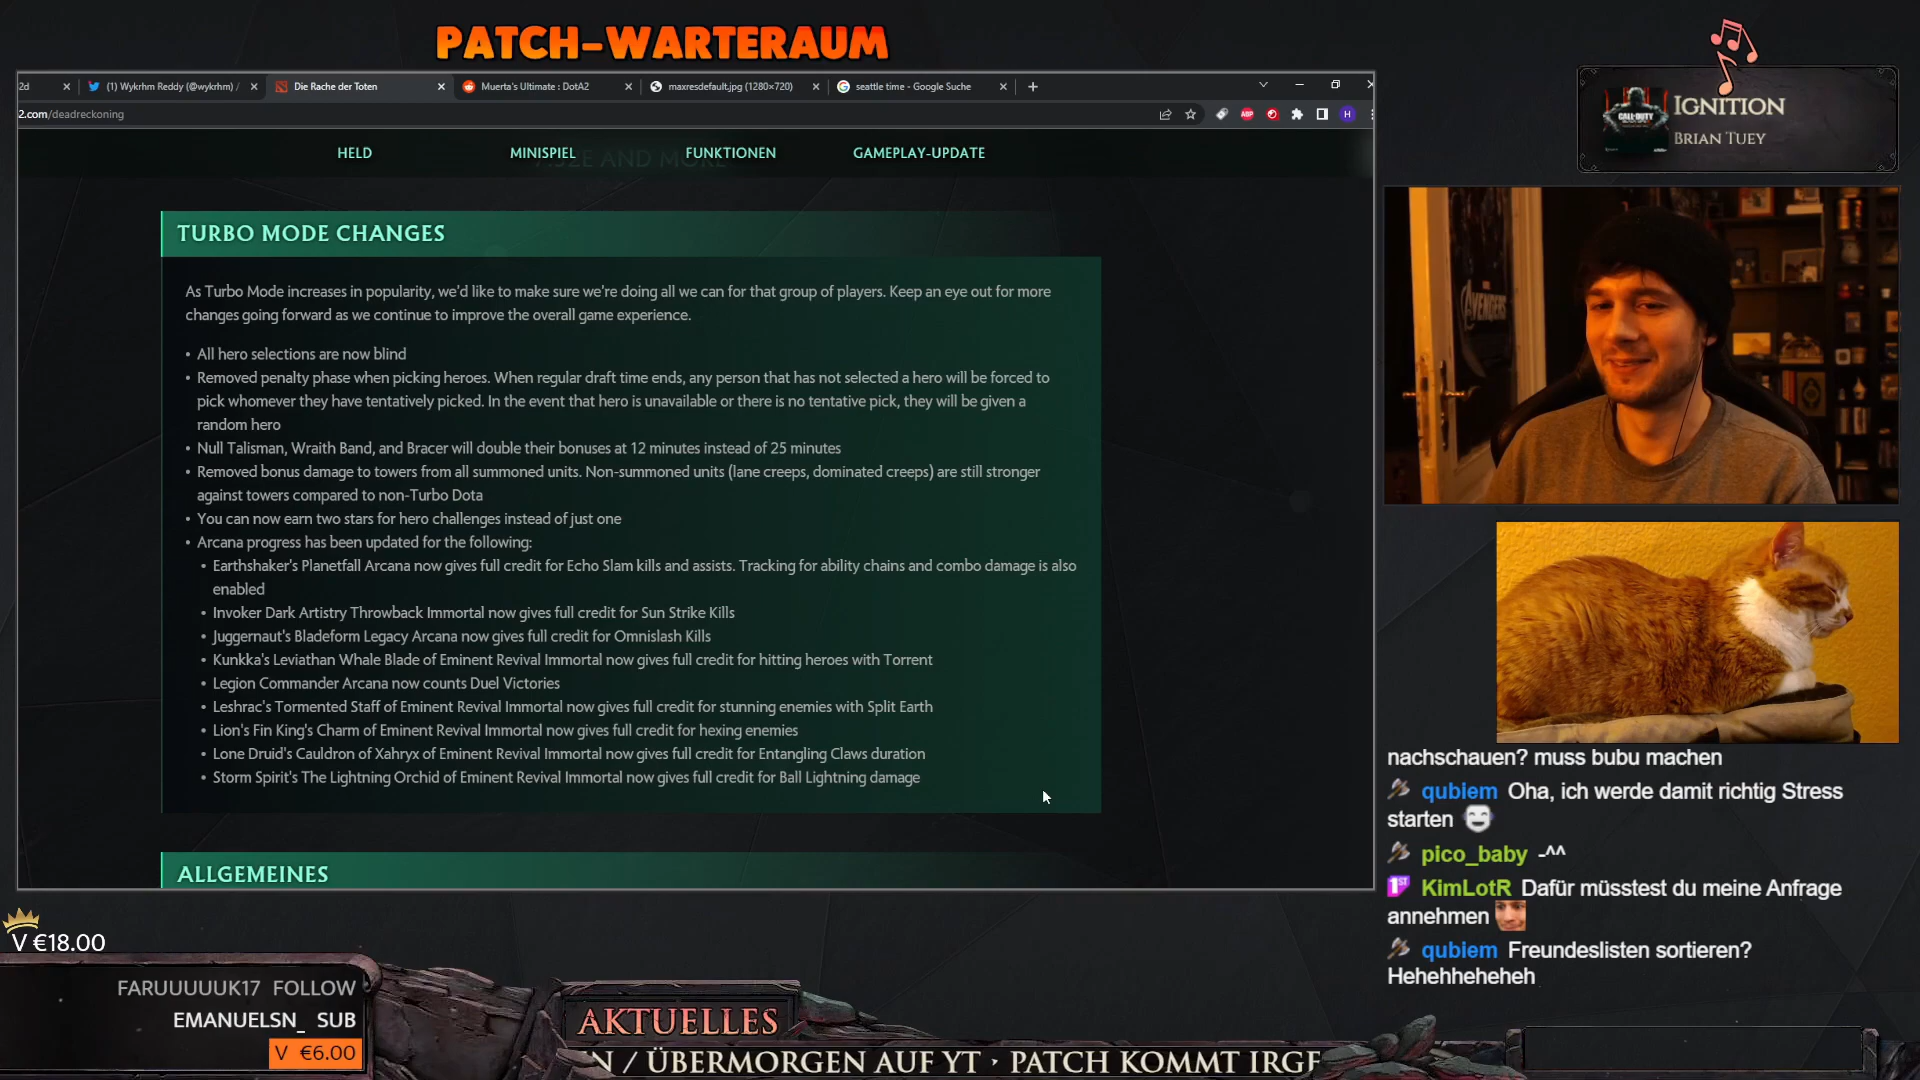 PATCH-WARTERAUM
2d
(1) Wykrhm Reddy (@wykrhm) /
Die Rache der Toten
Muerta's Ultimate : DotA2
maxresdefault.jpg (1280×720)
seattle time - Google Suche
2.com/deadreckoning
ABP
H
HELD
MINISPIEL
FUNKTIONEN
GAMEPLAY-UPDATE
TURBO MODE CHANGES
As Turbo Mode increases in popularity, we'd like to make sure we're doing all we can for that group of players. Keep an eye out for more
changes going forward as we continue to improve the overall game experience.
• All hero selections are now blind
• Removed penalty phase when picking heroes. When regular draft time ends, any person that has not selected a hero will be forced to
pick whomever they have tentatively picked. In the event that hero is unavailable or there is no tentative pick, they will be given a
random hero
• Null Talisman, Wraith Band, and Bracer will double their bonuses at 12 minutes instead of 25 minutes
• Removed bonus damage to towers from all summoned units. Non-summoned units (lane creeps, dominated creeps) are still stronger
against towers compared to non-Turbo Dota
• You can now earn two stars for hero challenges instead of just one
• Arcana progress has been updated for the following:
• Earthshaker's Planetfall Arcana now gives full credit for Echo Slam kills and assists. Tracking for ability chains and combo damage is also
enabled
• Invoker Dark Artistry Throwback Immortal now gives full credit for Sun Strike Kills
• Juggernaut's Bladeform Legacy Arcana now gives full credit for Omnislash Kills
• Kunkka's Leviathan Whale Blade of Eminent Revival Immortal now gives full credit for hitting heroes with Torrent
• Legion Commander Arcana now counts Duel Victories
• Leshrac's Tormented Staff of Eminent Revival Immortal now gives full credit for stunning enemies with Split Earth
• Lion's Fin King's Charm of Eminent Revival Immortal now gives full credit for hexing enemies
• Lone Druid's Cauldron of Xahryx of Eminent Revival Immortal now gives full credit for Entangling Claws duration
• Storm Spirit's The Lightning Orchid of Eminent Revival Immortal now gives full credit for Ball Lightning damage
ALLGEMEINES
CALL·DUTY
IGNITION
BRIAN TUEY
AVENGERS
nachschauen? muss bubu machen
qubiem Oha, ich werde damit richtig Stress
starten
pico_baby -^^
1ST KimLotR Dafür müsstest du meine Anfrage
annehmen
qubiem Freundeslisten sortieren?
Hehehheheheh
V €18.00
FARUUUUUK17 FOLLOW
EMANUELSN_ SUB
V €6.00
AKTUELLES
N / ÜBERMORGEN AUF YT · PATCH KOMMT IRGE